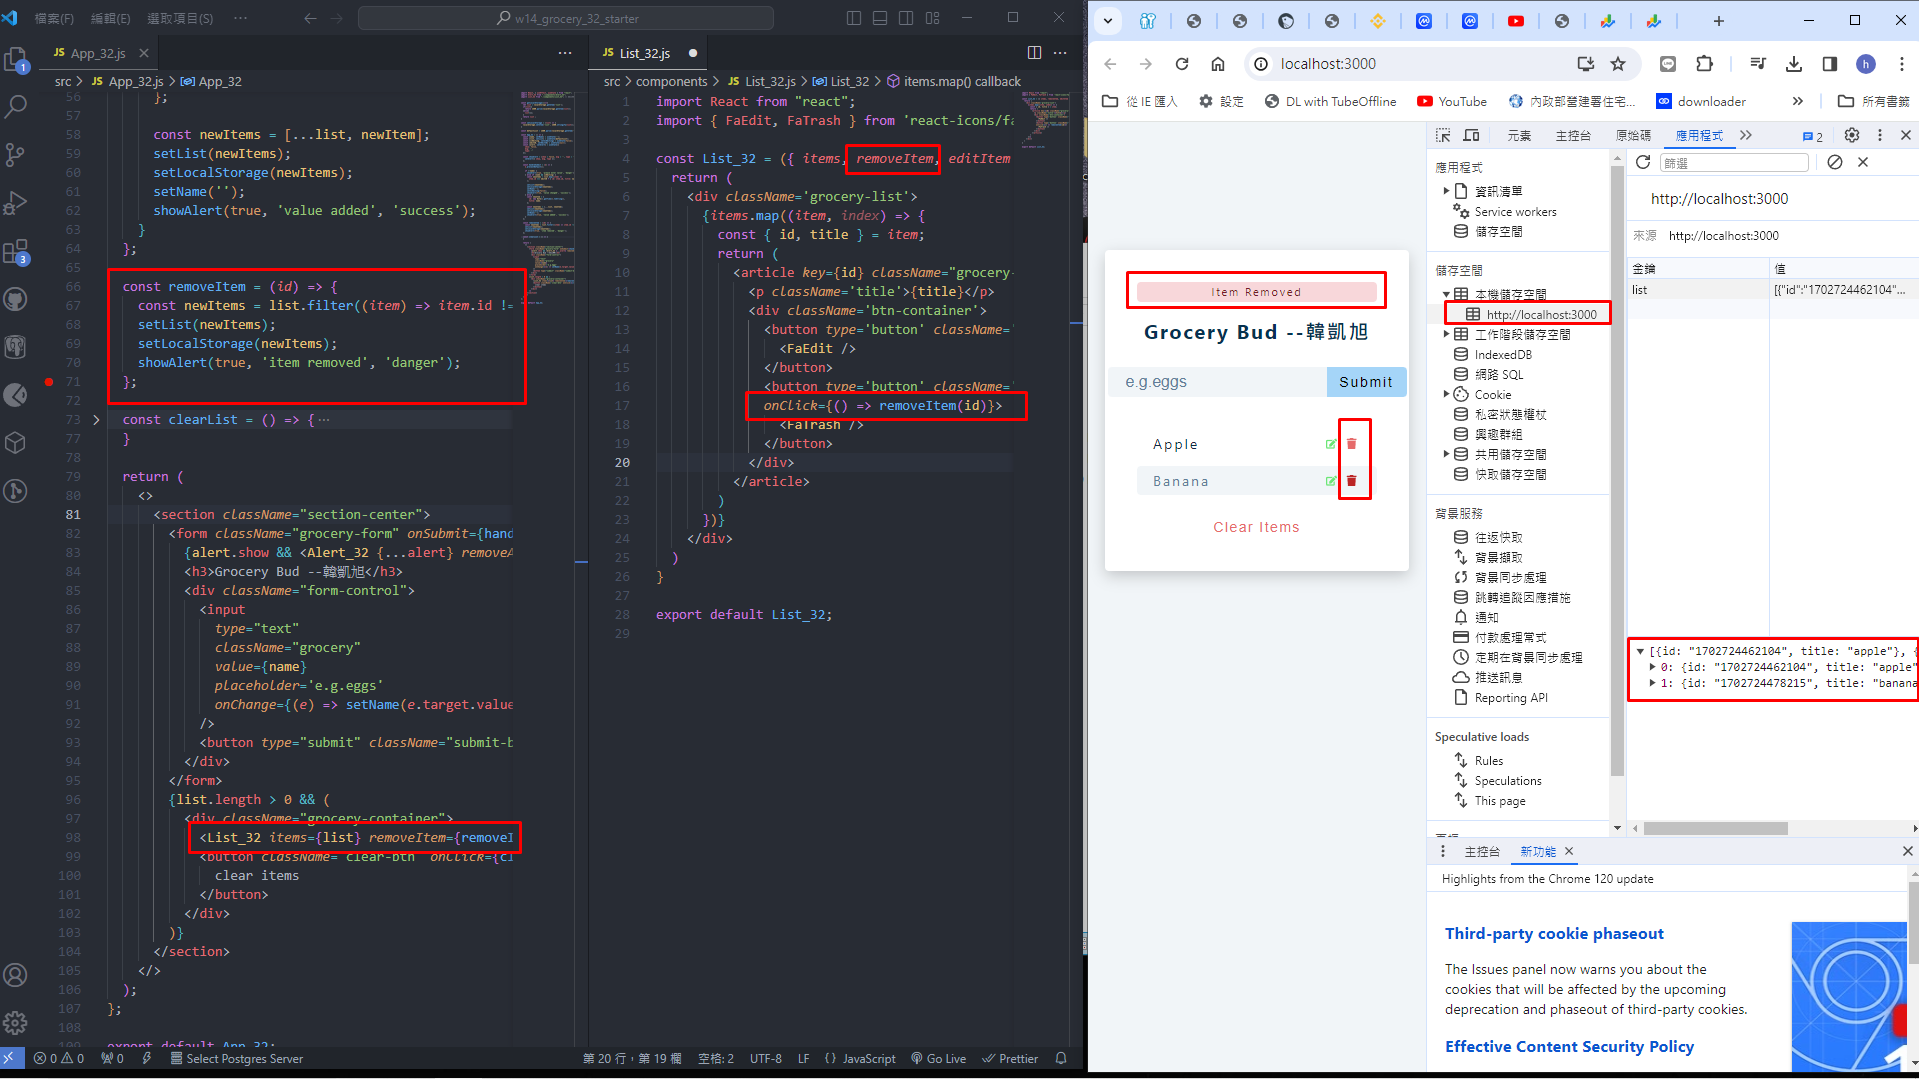 檔案(F) 編輯(E) 選取項目(S) ··· w14_grocery_32_starter
JS App_32.js
src > JS App_32.js > App_32
56 };
57
58 const newItems = [...list, newItem];
59 setList(newItems);
60 setLocalStorage(newItems);
61 setName('');
62 showAlert(true, 'value added', 'success');
63 }
64 };
65
66 const removeItem = (id) => {
67 const newItems = list.filter((item) => item.id !=
68 setList(newItems);
69 setLocalStorage(newItems);
70 showAlert(true, 'item removed', 'danger');
71 };
72
73 const clearList = () => {···
77 }
78
79 return (
80 <>
81 <section className="section-center">
82 <form className="grocery-form" onSubmit={hand
83 {alert.show && <Alert_32 {...alert} removeA
84 <h3>Grocery Bud --韓凱旭</h3>
85 <div className="form-control">
86 <input
87 type="text"
88 className="grocery"
89 value={name}
90 placeholder='e.g.eggs'
91 onChange={(e) => setName(e.target.value
92 />
93 <button type="submit" className="submit-b
94 </div>
95 </form>
96 {list.length > 0 && (
97 <div className="grocery-container">
98 <List_32 items={list} removeItem={removeI
99 <button className="clear-btn" onClick={cl
100 clear items
101 </button>
102 </div>
103 )}
104 </section>
105 </>
106 );
107 };
108
export default App_32;
JS List_32.js
src > components > JS List_32.js > List_32 > items.map() callback
1 import React from "react";
2 import { FaEdit, FaTrash } from 'react-icons/fa
3
4 const List_32 = ({ items, removeItem, editItem
5 return (
6 <div className='grocery-list'>
7 {items.map((item, index) => {
8 const { id, title } = item;
9 return (
10 <article key={id} className="grocery-
11 <p className='title'>{title}</p>
12 <div className='btn-container'>
13 <button type='button' className='
14 <FaEdit />
15 </button>
16 <button type='button' className='
17 onClick={() => removeItem(id)}>
18 <FaTrash />
19 </button>
20 </div>
21 </article>
22 )
23 })}
24 </div>
25 )
26 }
27
28 export default List_32;
29
0 0 0 Select Postgres Server 第 20 行，第 19 欄 空格: 2 UTF-8 LF {} JavaScript Go Live Prettier
localhost:3000
從 IE 匯入 設定 DL with TubeOffline YouTube 內政部營建署住宅... downloader 所有書籤
Item Removed
Grocery Bud --韓凱旭
e.g.eggs Submit
Apple
Banana
Clear Items
元素 主控台 原始碼 應用程式 2
應用程式
資訊清單
Service workers
儲存空間
儲存空間
本機儲存空間
http://localhost:3000
工作階段儲存空間
IndexedDB
網路 SQL
Cookie
私密狀態權杖
興趣群組
共用儲存空間
快取儲存空間
背景服務
往返快取
背景擷取
背景同步處理
跳轉追蹤因應措施
通知
付款處理常式
定期在背景同步處理
推送訊息
Reporting API
Speculative loads
Rules
Speculations
This page
篩選
http://localhost:3000
來源 http://localhost:3000
金鑰 值
list [{"id":"1702724462104"...
[{id: "1702724462104", title: "apple"}, {
0: {id: "1702724462104", title: "apple"
1: {id: "1702724478215", title: "banana
主控台 新功能
Highlights from the Chrome 120 update
Third-party cookie phaseout
The Issues panel now warns you about the
cookies that will be affected by the upcoming
deprecation and phaseout of third-party cookies.
Effective Content Security Policy